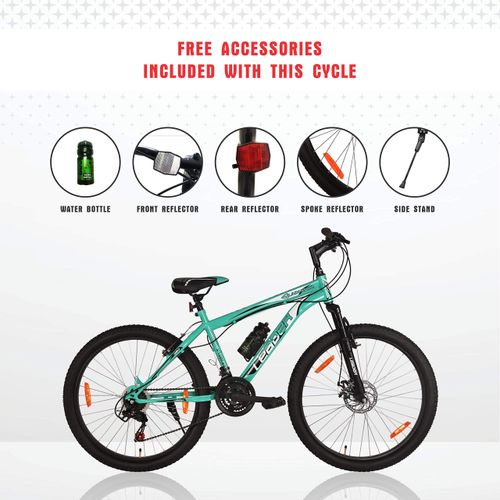 FREE ACCESSORIES
INCLUDED WITH THIS CYCLE
WATER BOTTLE
FRONT REFLECTOR
REAR REFLECTOR
SPOKE REFLECTOR
SIDE STAND
LEADER